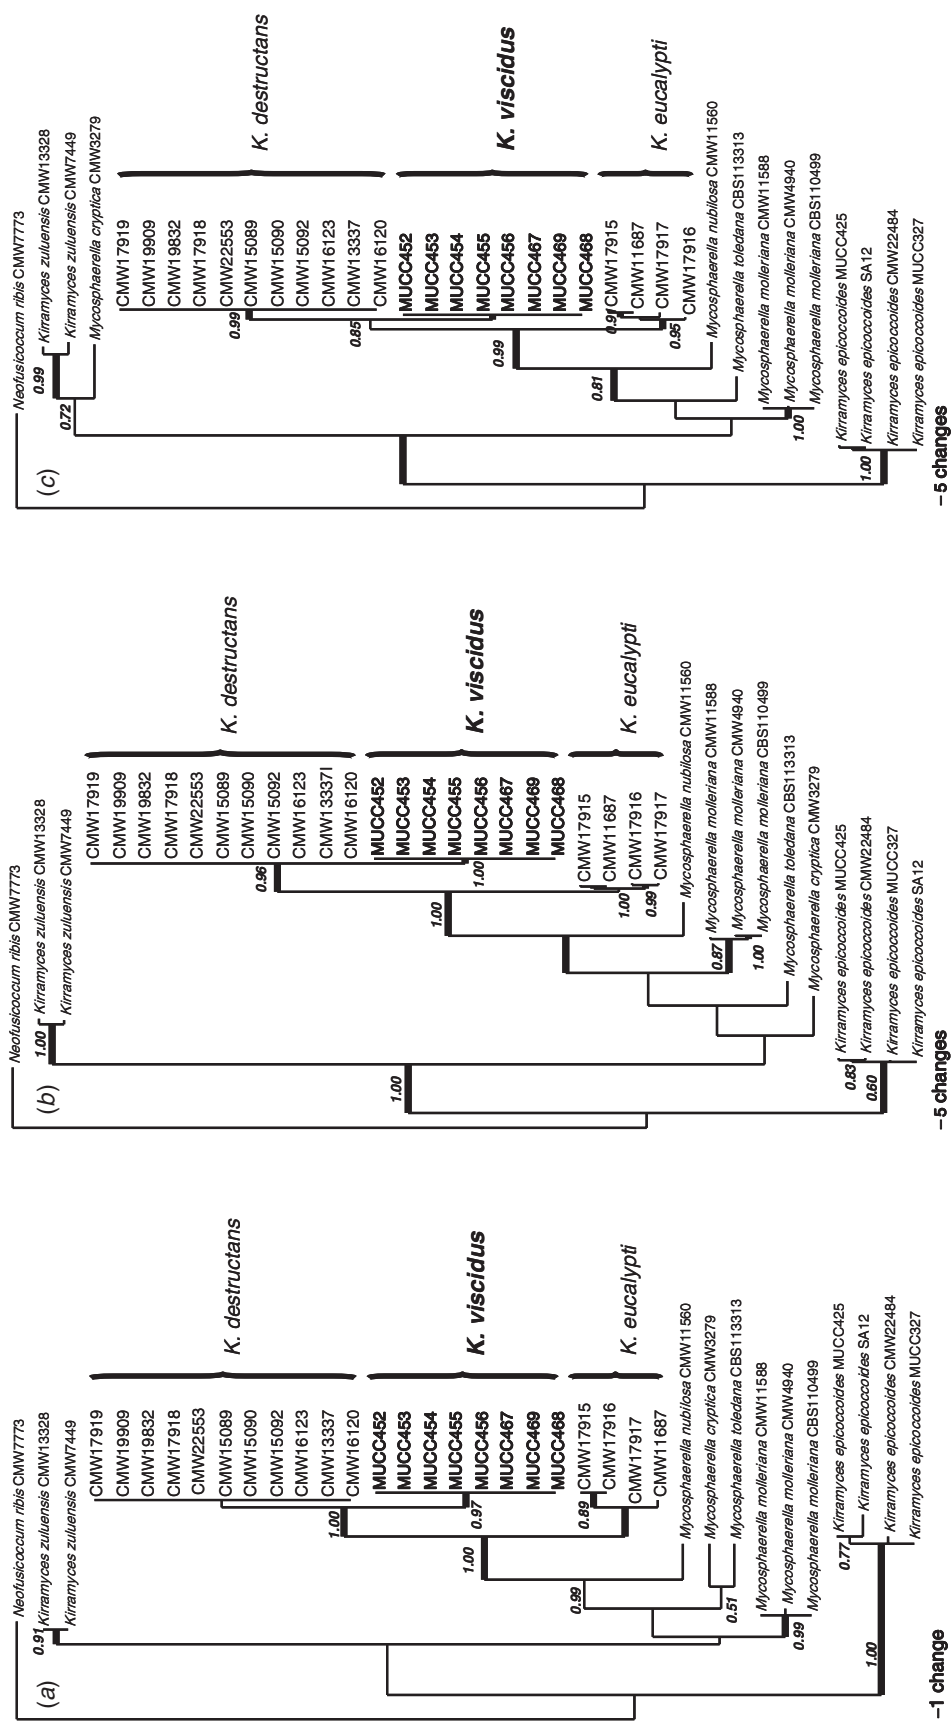 (a)
Neofusicoccum ribis CMW7773
0.91
Kirramyces zuluensis CMW13328
Kirramyces zuluensis CMW7449
CMW17919
CMW19909
CMW19832
CMW17918
CMW22553
CMW15089
CMW15090
CMW15092
CMW16123
CMW13337
CMW16120
K. destructans
1.00
MUCC452
MUCC453
MUCC454
MUCC455
MUCC456
MUCC467
MUCC469
MUCC468
K. viscidus
0.97
1.00
CMW17915
CMW17916
CMW17917
CMW11687
K. eucalypti
0.89
0.99
Mycosphaerella nubilosa CMW11560
Mycosphaerella cryptica CMW3279
Mycosphaerella toledana CBS113313
0.51
Mycosphaerella molleriana CMW11588
Mycosphaerella molleriana CMW4940
Mycosphaerella molleriana CBS110499
0.99
Kirramyces epicoccoides MUCC425
Kirramyces epicoccoides SA12
Kirramyces epicoccoides CMW22484
Kirramyces epicoccoides MUCC327
0.77
1.00
– 1 change
(b)
Neofusicoccum ribis CMW7773
1.00
Kirramyces zuluensis CMW13328
Kirramyces zuluensis CMW7449
CMW17919
CMW19909
CMW19832
CMW17918
CMW22553
CMW15089
CMW15090
CMW15092
CMW16123
CMW13337I
CMW16120
K. destructans
0.96
MUCC452
MUCC453
MUCC454
MUCC455
MUCC456
MUCC467
MUCC469
MUCC468
K. viscidus
1.00
1.00
1.00
CMW17915
CMW11687
CMW17916
CMW17917
K. eucalypti
1.00
0.99
Mycosphaerella nubilosa CMW11560
Mycosphaerella molleriana CMW11588
Mycosphaerella molleriana CMW4940
Mycosphaerella molleriana CBS110499
0.87
1.00
Mycosphaerella toledana CBS113313
Mycosphaerella cryptica CMW3279
Kirramyces epicoccoides MUCC425
Kirramyces epicoccoides CMW22484
Kirramyces epicoccoides MUCC327
Kirramyces epicoccoides SA12
0.83
0.60
– 5 changes
(c)
Neofusicoccum ribis CMW7773
0.99
Kirramyces zuluensis CMW13328
Kirramyces zuluensis CMW7449
0.72
Mycosphaerella cryptica CMW3279
CMW17919
CMW19909
CMW19832
CMW17918
CMW22553
CMW15089
CMW15090
CMW15092
CMW16123
CMW13337
CMW16120
K. destructans
0.99
0.85
MUCC452
MUCC453
MUCC454
MUCC455
MUCC456
MUCC467
MUCC469
MUCC468
K. viscidus
0.99
CMW17915
CMW11687
CMW17917
CMW17916
K. eucalypti
0.91
0.95
0.81
Mycosphaerella nubilosa CMW11560
Mycosphaerella toledana CBS113313
Mycosphaerella molleriana CMW11588
Mycosphaerella molleriana CMW4940
Mycosphaerella molleriana CBS110499
1.00
Kirramyces epicoccoides MUCC425
Kirramyces epicoccoides SA12
Kirramyces epicoccoides CMW22484
Kirramyces epicoccoides MUCC327
1.00
– 5 changes